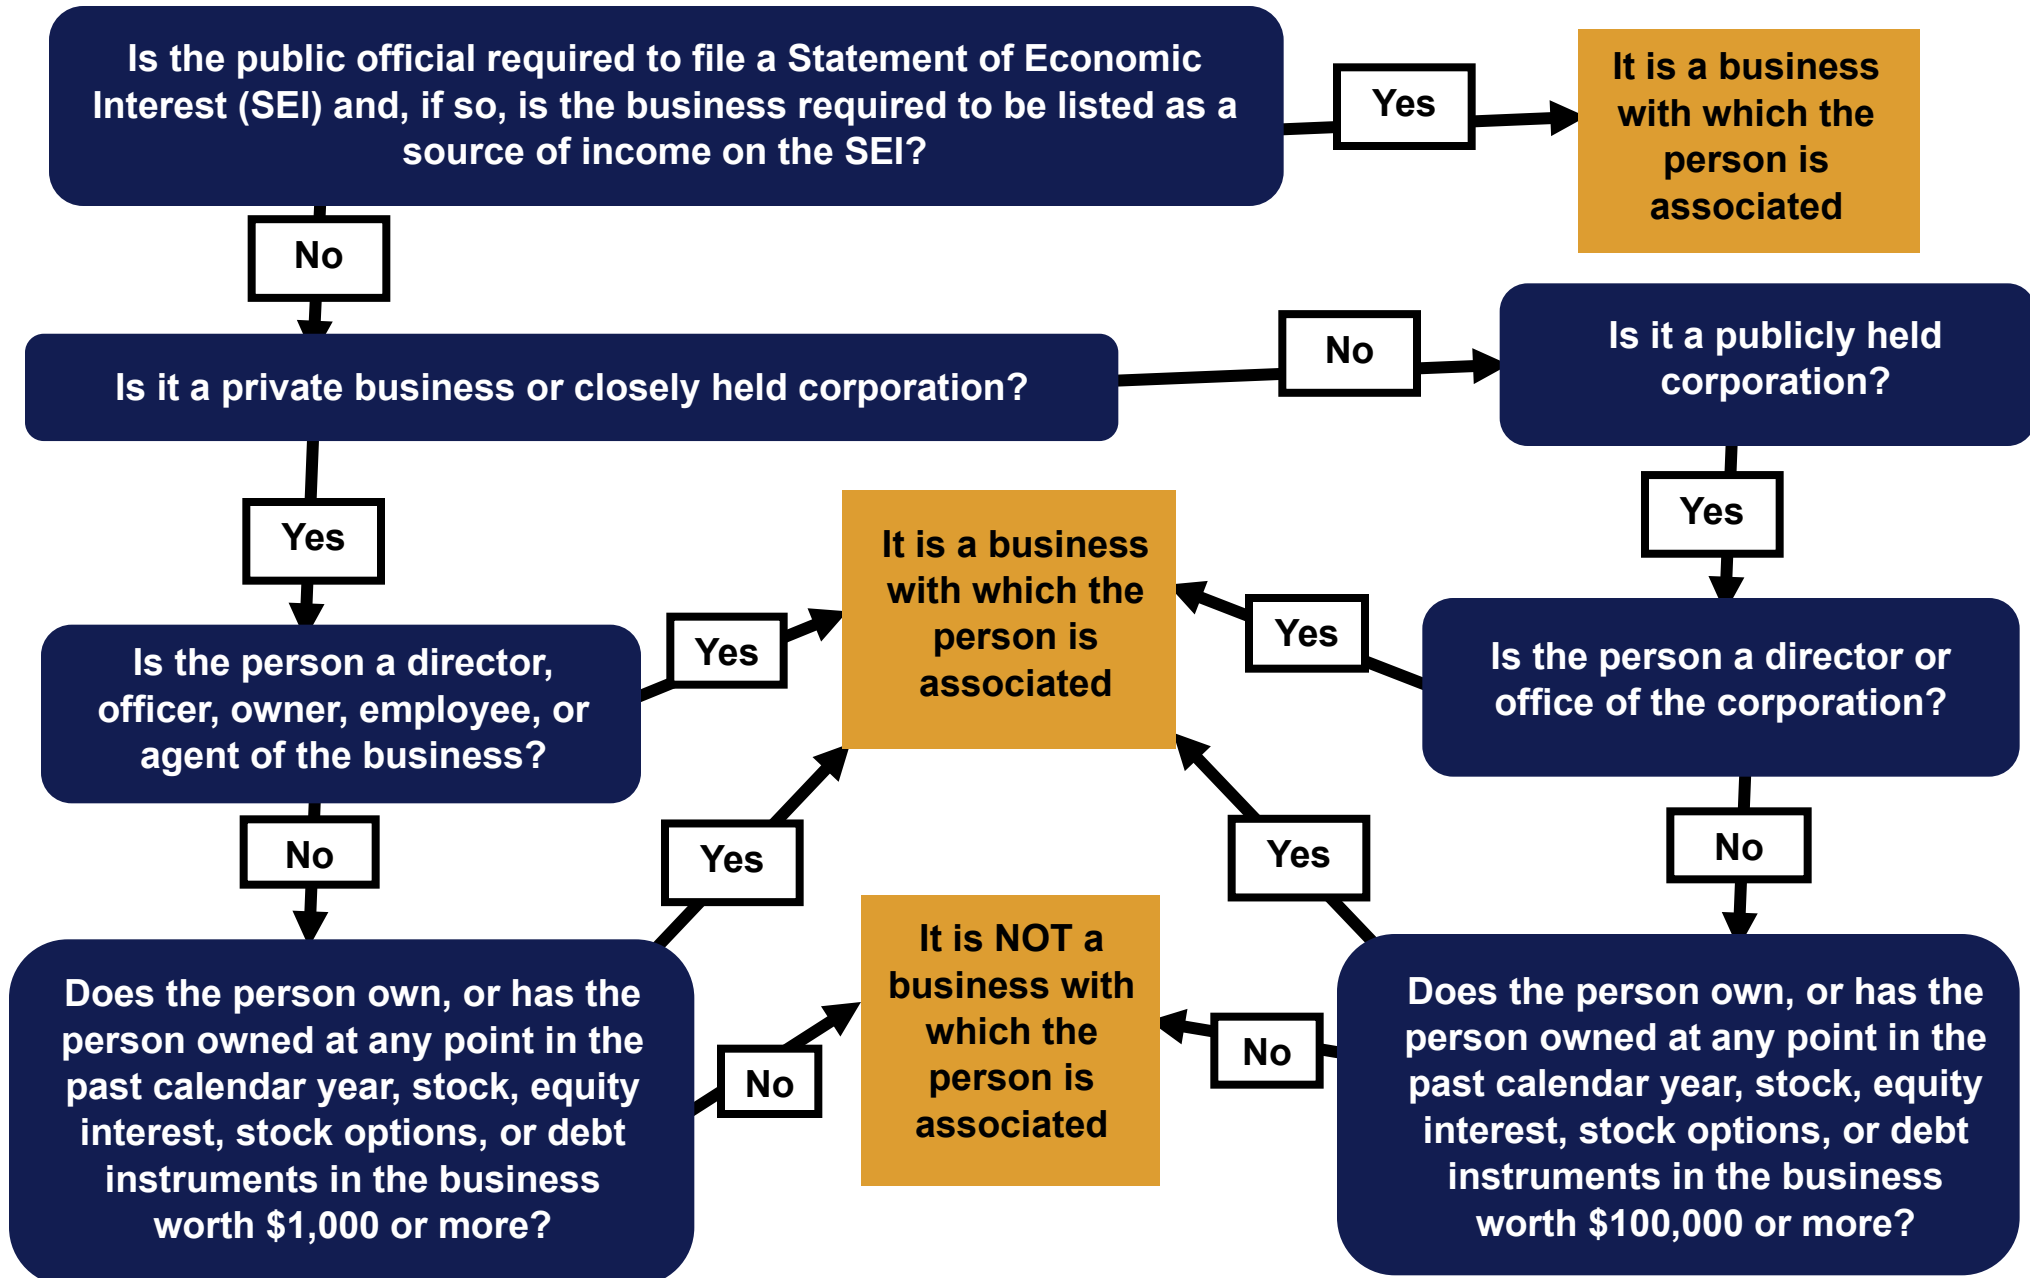 Is the public official required to file a Statement of Economic
Interest (SEI) and, if so, is the business required to be listed as a
source of income on the SEI?
Yes
It is a business
with which the
person is
associated
No
Is it a private business or closely held corporation?
No
Is it a publicly held
corporation?
Yes
Yes
Is the person a director,
officer, owner, employee, or
agent of the business?
Yes
It is a business
with which the
person is
associated
Yes
Is the person a director or
office of the corporation?
No
Yes
Yes
No
Does the person own, or has the
person owned at any point in the
past calendar year, stock, equity
interest, stock options, or debt
instruments in the business
worth $1,000 or more?
No
It is NOT a
business with
which the
person is
associated
No
Does the person own, or has the
person owned at any point in the
past calendar year, stock, equity
interest, stock options, or debt
instruments in the business
worth $100,000 or more?